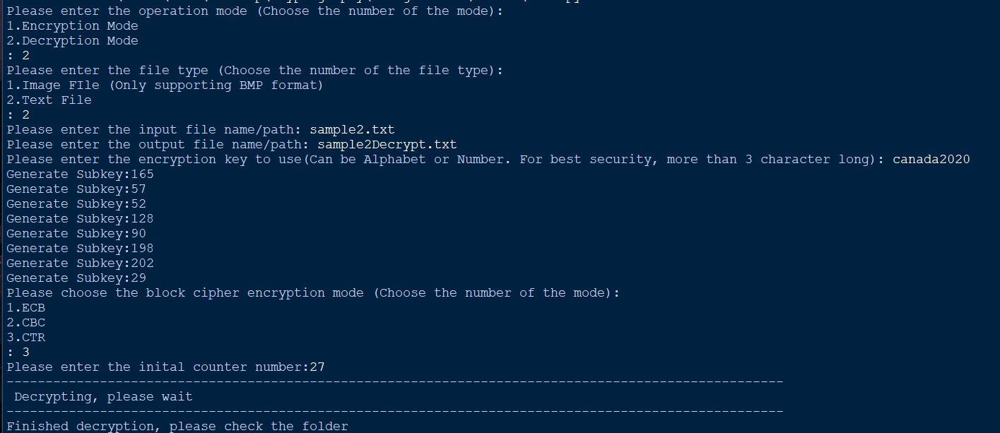 Please enter the operation mode (Choose the number of the mode):
1.Encryption Mode
2.Decryption Mode
: 2
Please enter the file type (Choose the number of the file type):
1.Image FIle (Only supporting BMP format)
2.Text File
: 2
Please enter the input file name/path: sample2.txt
Please enter the output file name/path: sample2Decrypt.txt
Please enter the encryption key to use(Can be Alphabet or Number. For best security, more than 3 character long): canada2020
Generate Subkey:165
Generate Subkey:57
Generate Subkey:52
Generate Subkey:128
Generate Subkey:90
Generate Subkey:198
Generate Subkey:202
Generate Subkey:29
Please choose the block cipher encryption mode (Choose the number of the mode):
1.ECB
2.CBC
3.CTR
: 3
Please enter the inital counter number:27
----------------------------------------------------------------------------------------------------
 Decrypting, please wait
----------------------------------------------------------------------------------------------------
Finished decryption, please check the folder